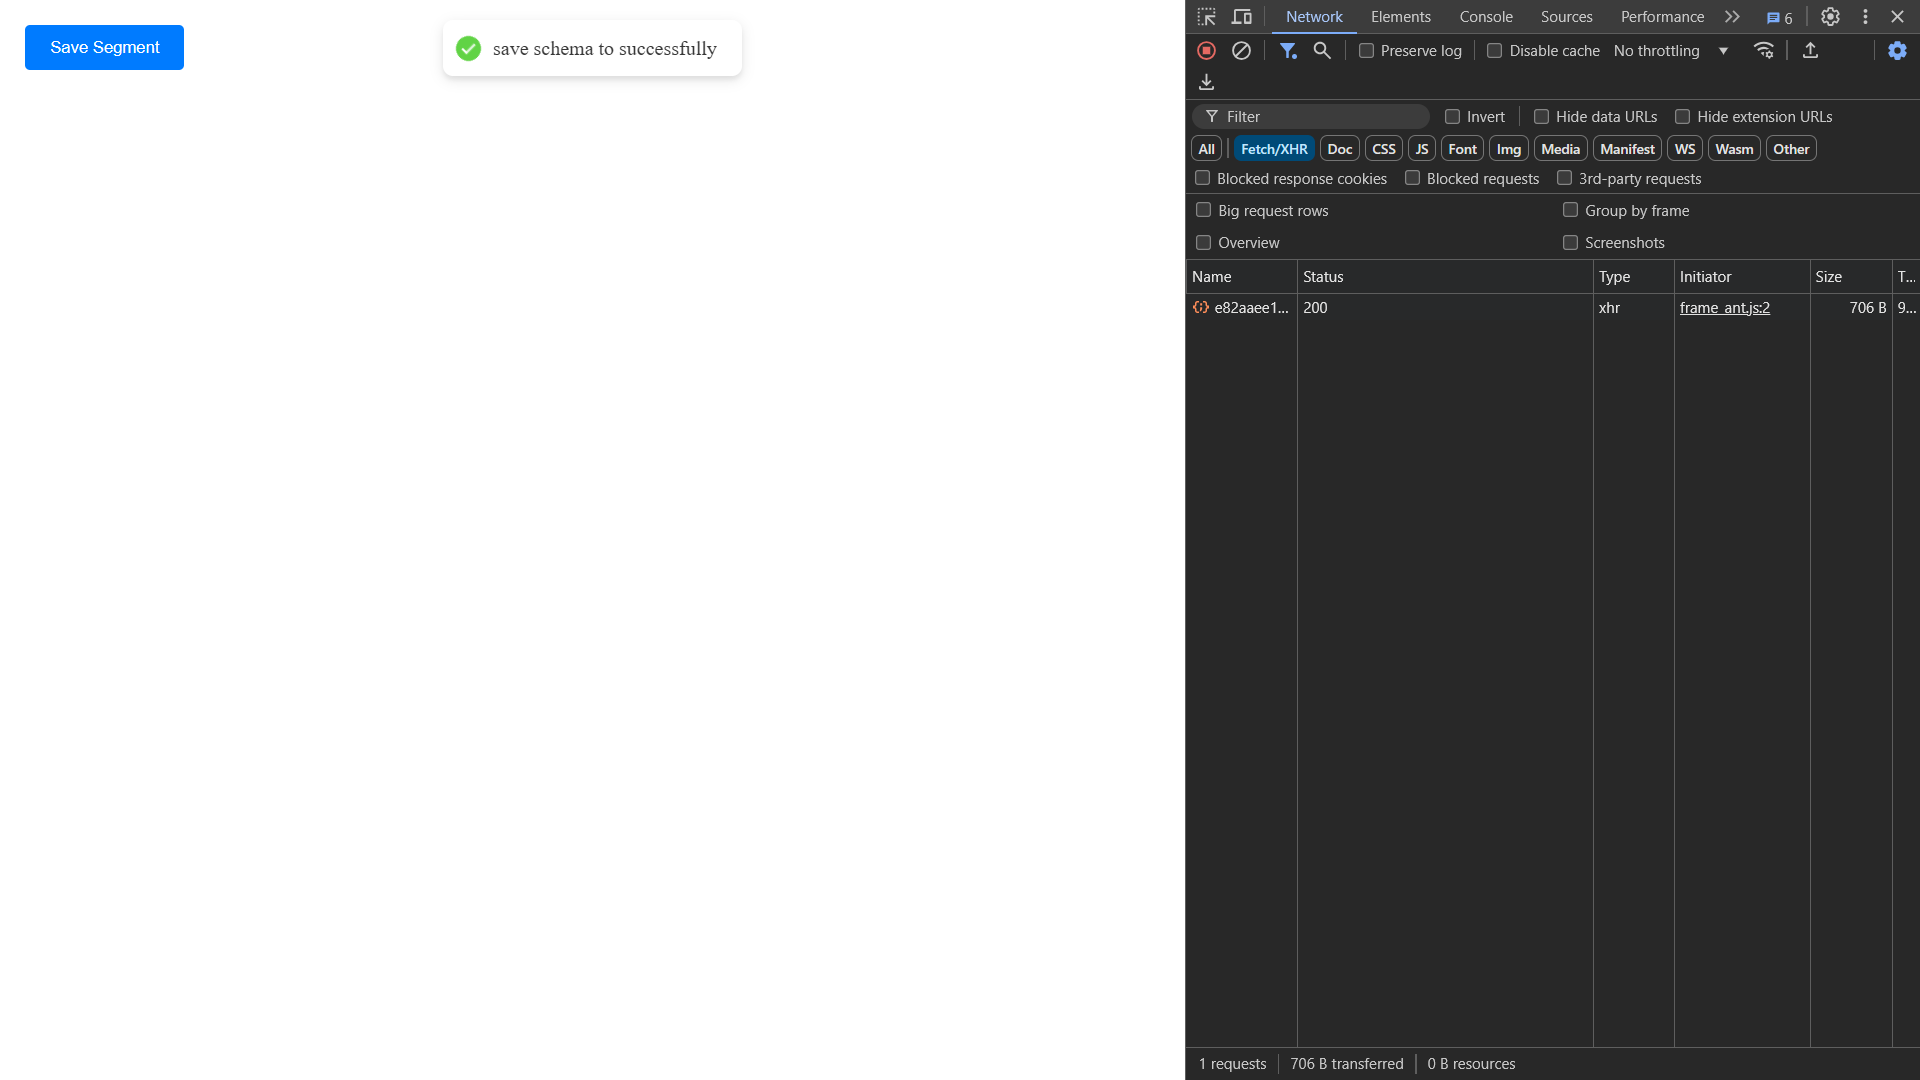 Save Segment
save schema to successfully
Network Elements Console Sources Performance 6
Preserve log Disable cache No throttling
Filter Invert Hide data URLs Hide extension URLs
All Fetch/XHR Doc CSS JS Font Img Media Manifest WS Wasm Other
Blocked response cookies Blocked requests 3rd-party requests
Big request rows Group by frame
Overview Screenshots
Name Status Type Initiator Size T...
e82aaee1... 200 xhr frame_ant.js:2 706 B 9...
1 requests 706 B transferred 0 B resources